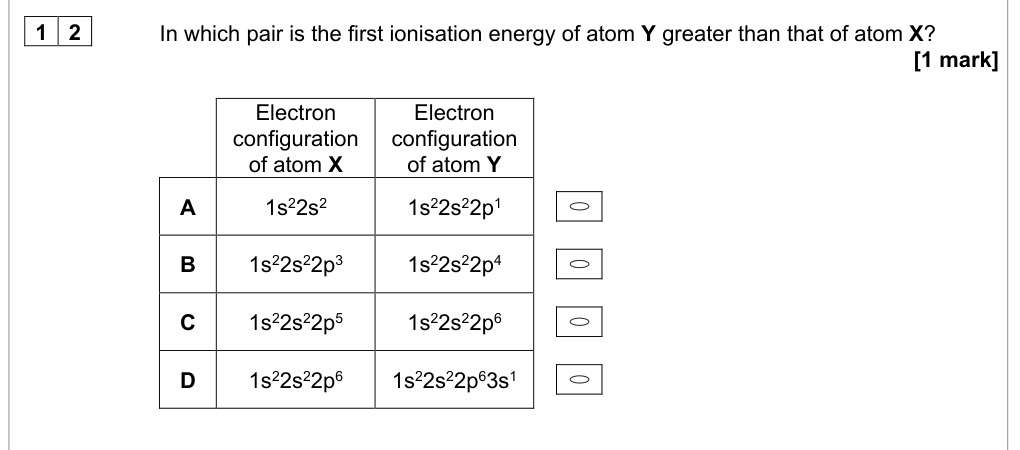 1 2 In which pair is the first ionisation energy of atom Y greater than that of atom X?
[1 mark]
Electron configuration of atom X
Electron configuration of atom Y
A 1s²2s² 1s²2s²2p¹
B 1s²2s²2p³ 1s²2s²2p⁴
C 1s²2s²2p⁵ 1s²2s²2p⁶
D 1s²2s²2p⁶ 1s²2s²2p⁶3s¹